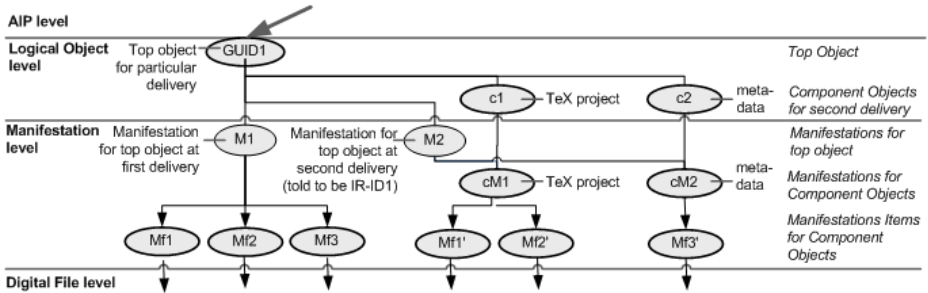 AIP level
Logical Object
level
Top object
for particular
delivery
GUID1
Top Object
c1
TeX project
c2
meta-
data
Component Objects
for second delivery
Manifestation
level
Manifestation
for top object at
first delivery
M1
Manifestation for
top object at
second delivery
(told to be IR-ID1)
M2
Manifestations for
top object
cM1
TeX project
cM2
meta-
data
Manifestations for
Component Objects
Mf1
Mf2
Mf3
Mf1'
Mf2'
Mf3'
Manifestations Items
for Component
Objects
Digital File level